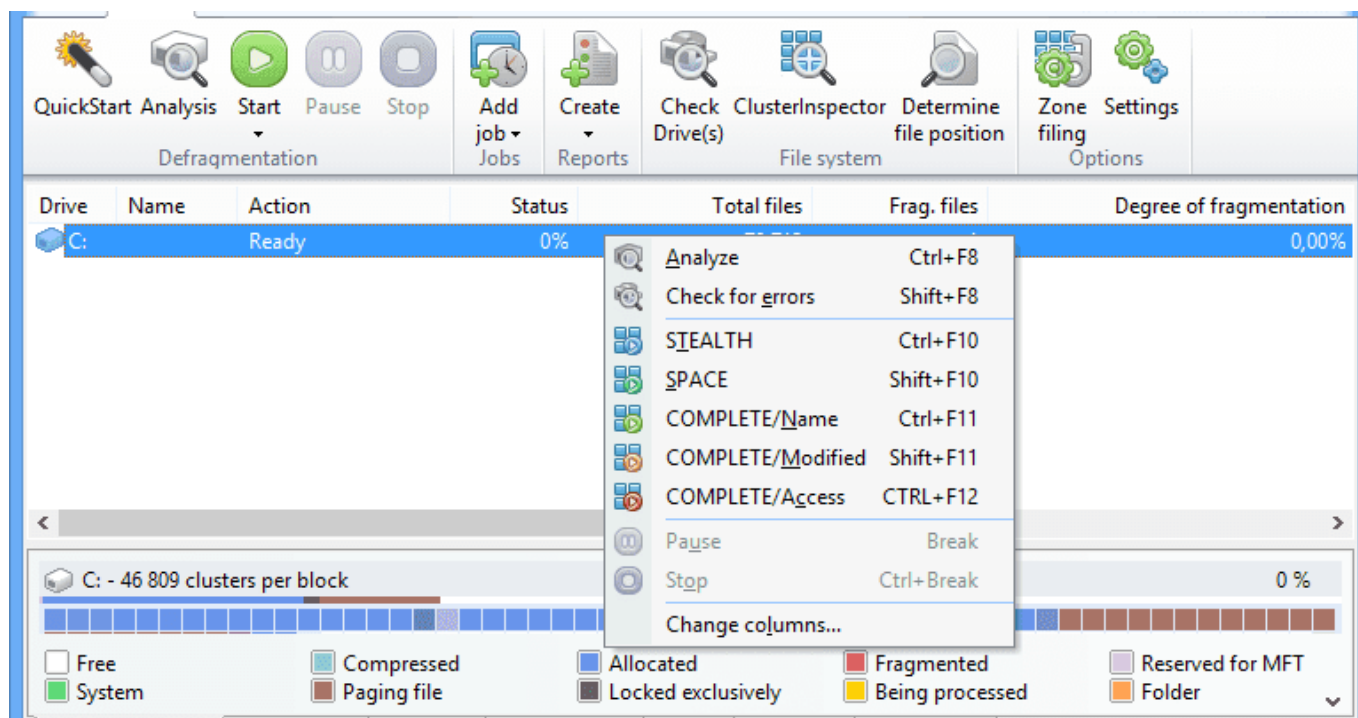 QuickStart Analysis Start Pause Stop Add job Create Check Drive(s) ClusterInspector Determine file position Zone filing Settings
Defragmentation Jobs Reports File system Options
Drive Name Action Status Total files Frag. files Degree of fragmentation
C: Ready 0% 0,00%
Analyze Ctrl+F8
Check for errors Shift+F8
STEALTH Ctrl+F10
SPACE Shift+F10
COMPLETE/Name Ctrl+F11
COMPLETE/Modified Shift+F11
COMPLETE/Access CTRL+F12
Pause Break
Stop Ctrl+Break
Change columns...
C: - 46 809 clusters per block 0 %
Free Compressed Allocated Fragmented Reserved for MFT
System Paging file Locked exclusively Being processed Folder